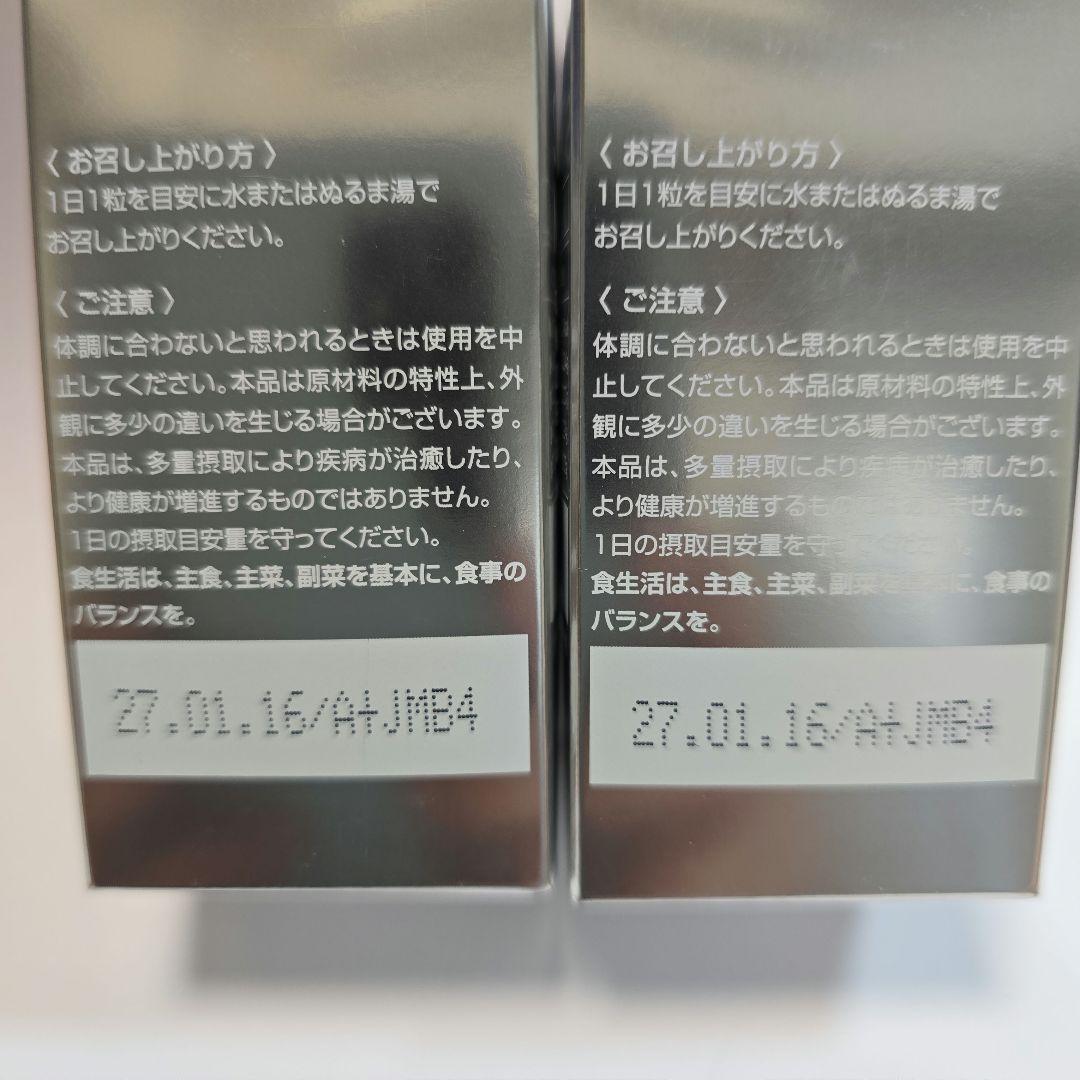 〈 お召し上がり方 〉
1日1粒を目安に水またはぬるま湯で
お召し上がりください。
〈 ご注意 〉
体調に合わないと思われるときは使用を中
止してください。本品は原材料の特性上、外
観に多少の違いを生じる場合がございます。
本品は、多量摂取により疾病が治癒したり、
より健康が増進するものではありません。
1日の摂取目安量を守ってください。
食生活は、主食、主菜、副菜を基本に、食事の
バランスを。
27.01.16/A+JMB4
〈 お召し上がり方 〉
1日1粒を目安に水またはぬるま湯で
お召し上がりください。
〈 ご注意 〉
体調に合わないと思われるときは使用を中
止してください。本品は原材料の特性上、外
観に多少の違いを生じる場合がございます。
本品は、多量摂取により疾病が治癒したり、
より健康が増進するものではありません。
1日の摂取目安量を守ってください。
食生活は、主食、主菜、副菜を基本に、食事の
バランスを。
27.01.16/A+JMB4